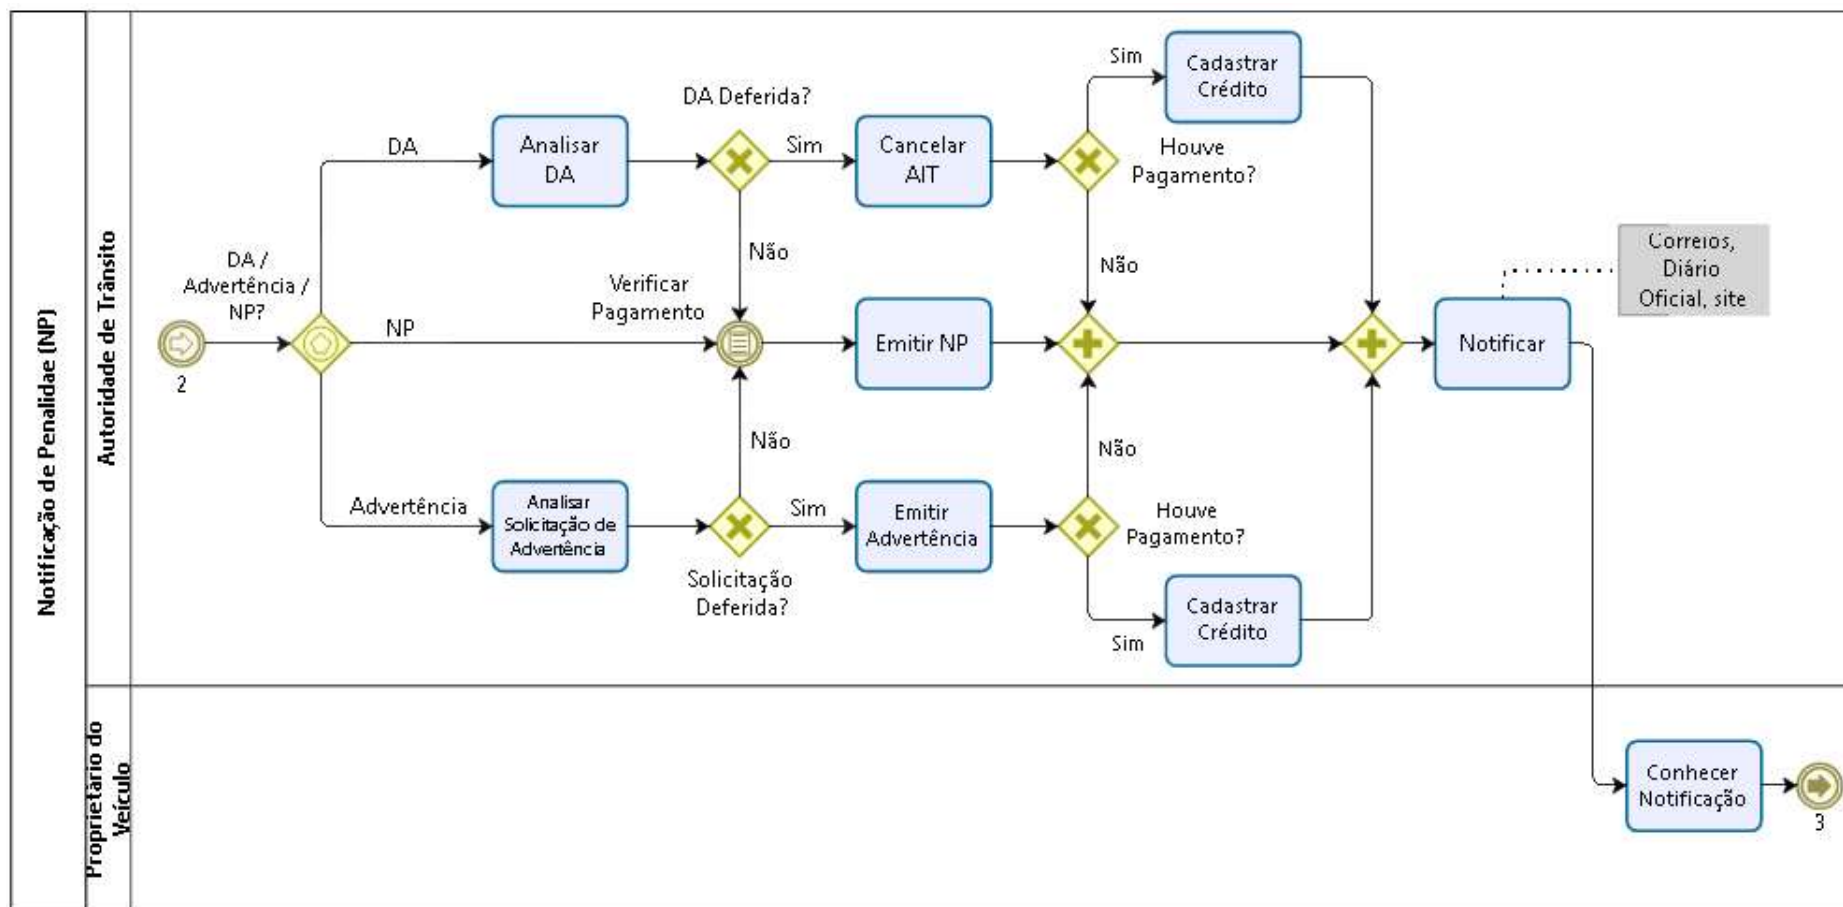 Notificação de Penalidae (NP)
Autoridade de Trânsito
DA /
Advertência /
NP?
2
DA
NP
Advertência
Analisar
DA
DA Deferida?
Sim
Não
Verificar
Pagamento
Analisar
Solicitação de
Advertência
Não
Sim
Solicitação
Deferida?
Cancelar
AIT
Emitir NP
Emitir
Advertência
Sim
Houve
Pagamento?
Não
Cadastrar
Crédito
Não
Houve
Pagamento?
Sim
Cadastrar
Crédito
Notificar
Correios,
Diário
Oficial, site
Proprietário do
Veículo
Conhecer
Notificação
3